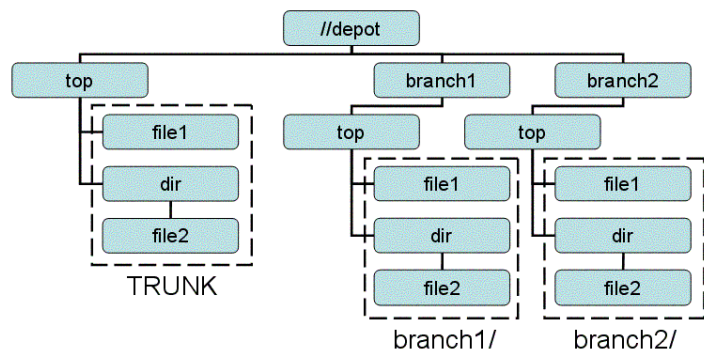 //depot
top
branch1
branch2
file1
top
top
dir
file1
file1
file2
dir
dir
TRUNK
file2
file2
branch1/
branch2/